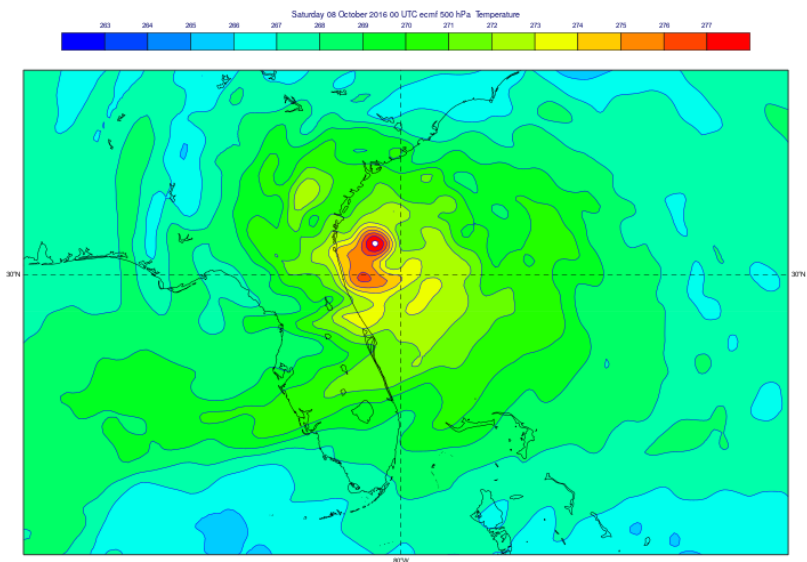 Saturday 08 October 2016 00 UTC ecmf 500 hPa Temperature
263 264 265 266 267 268 269 270 271 272 273 274 275 276 277
30°N 30°N
80°W